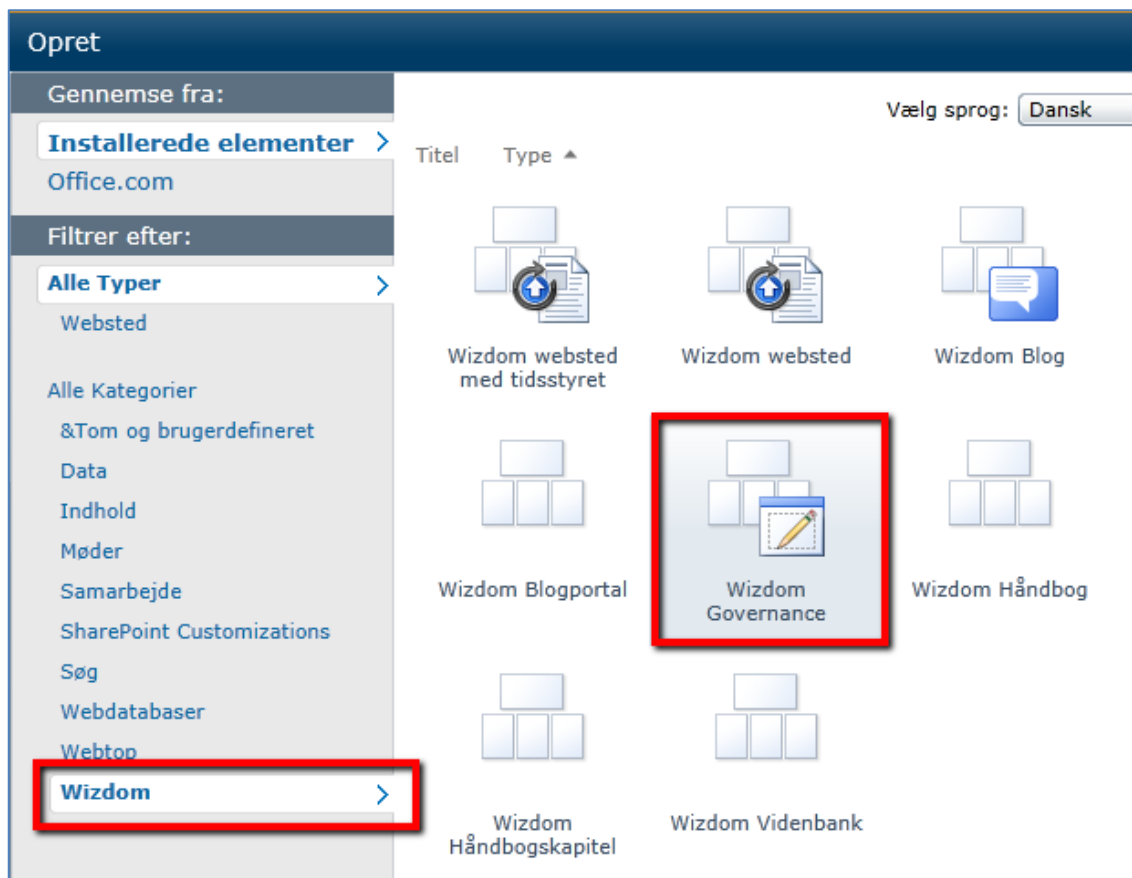 Opret
Gennemse fra:
Installerede elementer
Office.com
Filtrer efter:
Alle Typer
Websted
Alle Kategorier
&Tom og brugerdefineret
Data
Indhold
Møder
Samarbejde
SharePoint Customizations
Søg
Webdatabaser
Webtop
Wizdom
Vælg sprog: Dansk
Titel Type
Wizdom websted
med tidsstyret
Wizdom websted
Wizdom Blog
Wizdom Blogportal
Wizdom
Governance
Wizdom Håndbog
Wizdom
Håndbogskapitel
Wizdom Videnbank